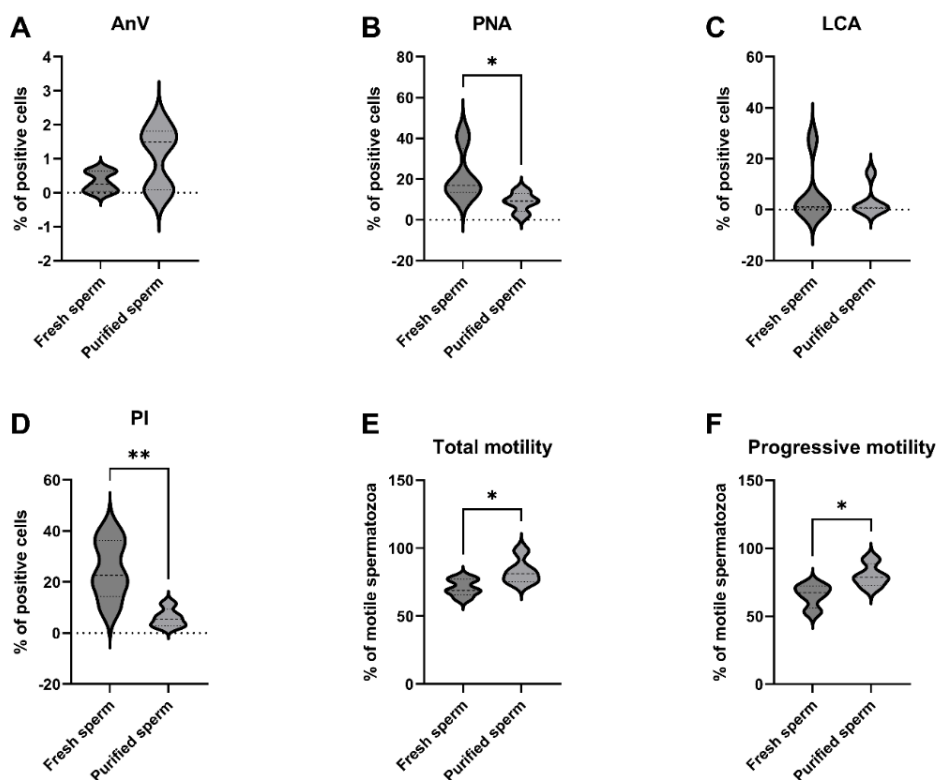 A
AnV
% of positive cells
4
3
2
1
0
-1
-2
Fresh sperm
Purified sperm
B
PNA
% of positive cells
80
60
40
20
0
-20
*
Fresh sperm
Purified sperm
C
LCA
% of positive cells
60
40
20
0
-20
Fresh sperm
Purified sperm
D
PI
% of positive cells
60
40
20
0
-20
**
Fresh sperm
Purified sperm
E
Total motility
% of motile spermatozoa
150
100
50
0
*
Fresh sperm
Purified sperm
F
Progressive motility
% of motile spermatozoa
150
100
50
0
*
Fresh sperm
Purified sperm